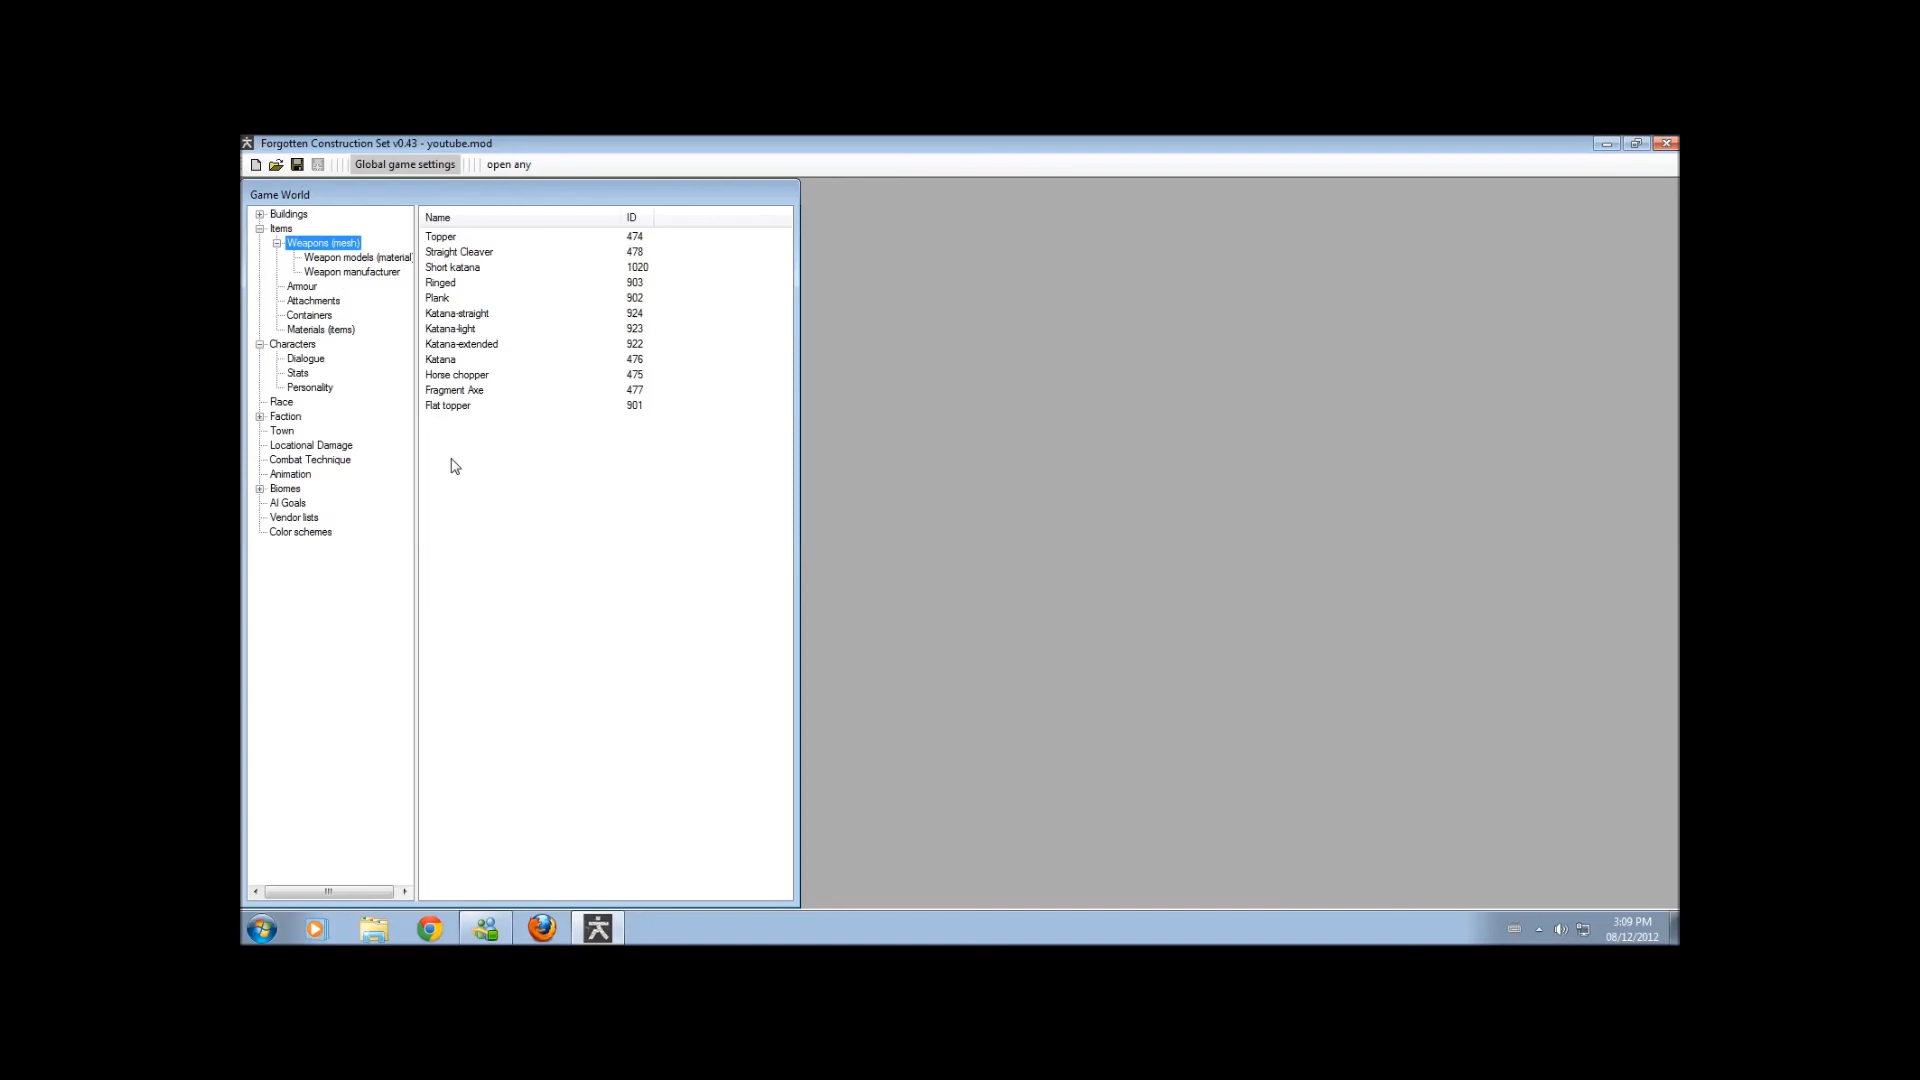 Forgotten Construction Set v0.43 - youtube.mod
Global game settings open any
Game World
Buildings
Items
Weapons (mesh)
Weapon models (material)
Weapon manufacturer
Armour
Attachments
Containers
Materials (items)
Characters
Dialogue
Stats
Personality
Race
Faction
Town
Locational Damage
Combat Technique
Animation
Biomes
AI Goals
Vendor lists
Color schemes
Name ID
Topper 474
Straight Cleaver 478
Short katana 1020
Ringed 903
Plank 902
Katana-straight 924
Katana-light 923
Katana-extended 922
Katana 476
Horse chopper 475
Fragment Axe 477
Flat topper 901
3:09 PM
08/12/2012